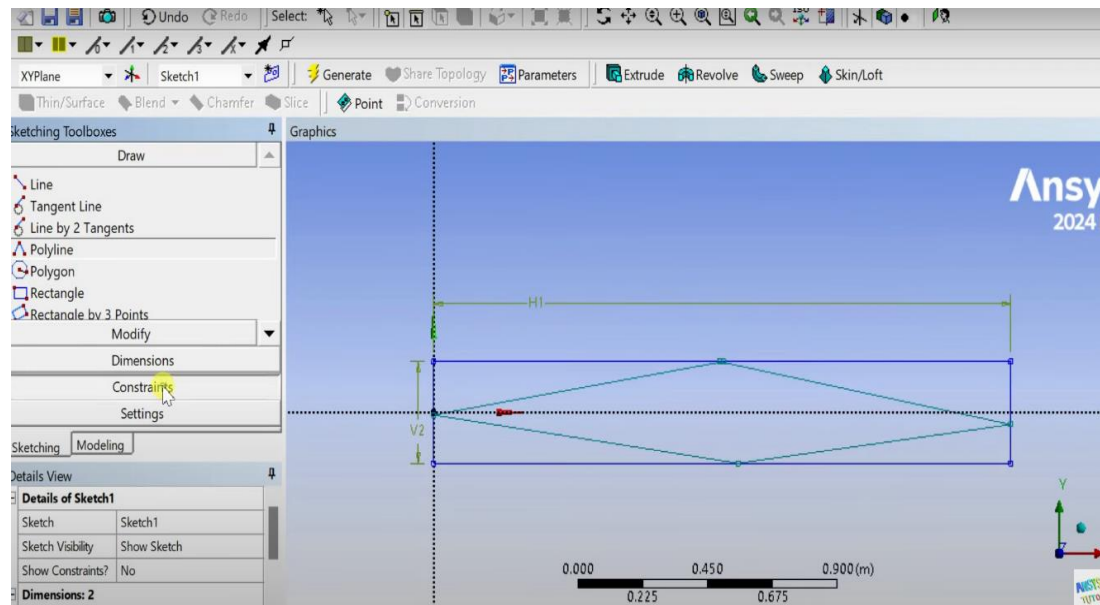 Undo Redo Select:
XYPlane Sketch1 Generate Share Topology Parameters Extrude Revolve Sweep Skin/Loft
Thin/Surface Blend Chamfer Slice Point Conversion
Sketching Toolboxes
Graphics
Draw
Line
Tangent Line
Line by 2 Tangents
Polyline
Polygon
Rectangle
Rectangle by 3 Points
Modify
Dimensions
Constraints
Settings
Sketching Modeling
Details View
Details of Sketch1
Sketch Sketch1
Sketch Visibility Show Sketch
Show Constraints? No
Dimensions: 2
Ansy
2024
H1
V2
Y
Z
0.000 0.450 0.900 (m)
0.225 0.675